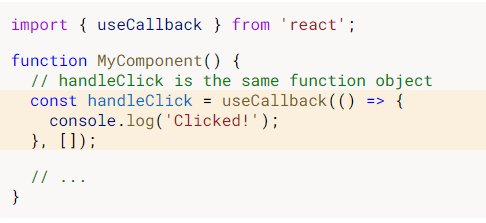 import { useCallback } from 'react';
function MyComponent() {
// handleClick is the same function object
const handleClick = useCallback(() => {
console.log('Clicked!');
}, []);
// ...
}